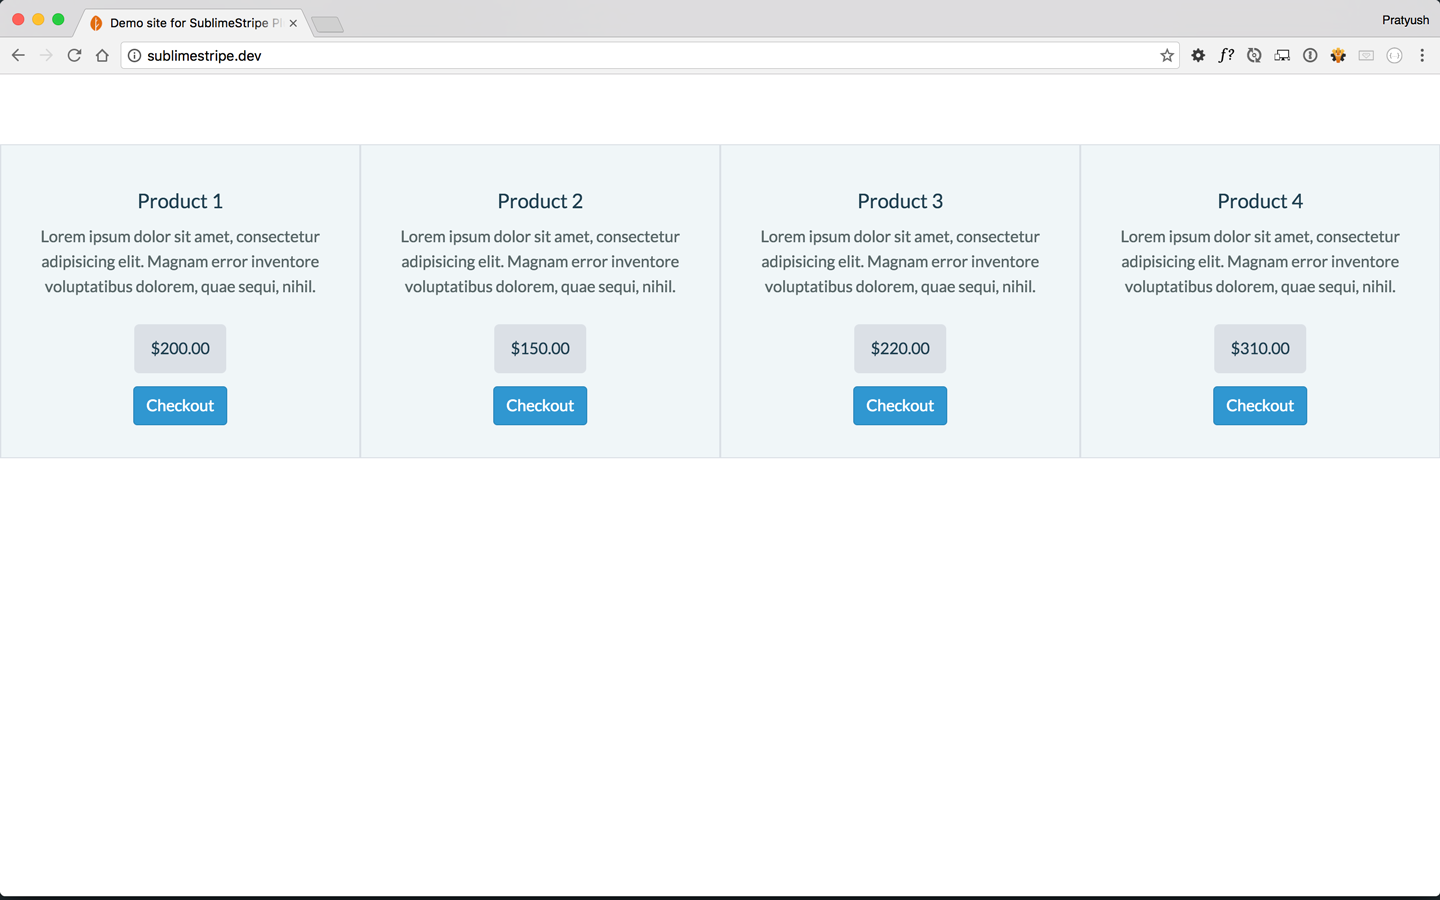 Demo site for SublimeStripe Pl
Pratyush
sublimestripe.dev
f?
Product 1
Lorem ipsum dolor sit amet, consectetur
adipisicing elit. Magnam error inventore
voluptatibus dolorem, quae sequi, nihil.
$200.00
Checkout
Product 2
Lorem ipsum dolor sit amet, consectetur
adipisicing elit. Magnam error inventore
voluptatibus dolorem, quae sequi, nihil.
$150.00
Checkout
Product 3
Lorem ipsum dolor sit amet, consectetur
adipisicing elit. Magnam error inventore
voluptatibus dolorem, quae sequi, nihil.
$220.00
Checkout
Product 4
Lorem ipsum dolor sit amet, consectetur
adipisicing elit. Magnam error inventore
voluptatibus dolorem, quae sequi, nihil.
$310.00
Checkout